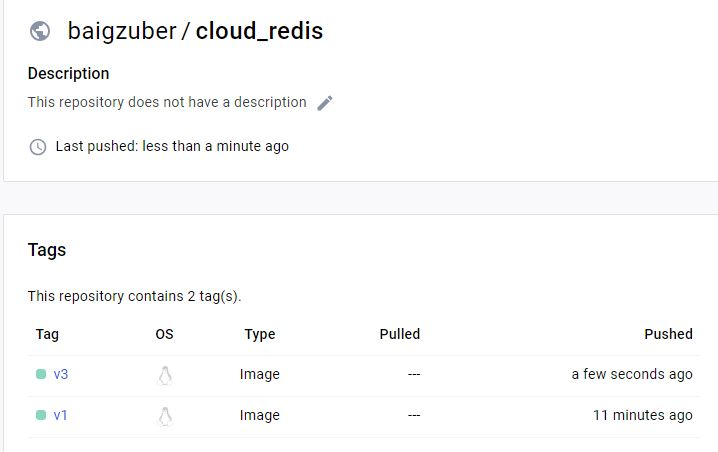 baigzuber / cloud_redis
Description
This repository does not have a description
Last pushed: less than a minute ago
Tags
This repository contains 2 tag(s).
Tag OS Type Pulled Pushed
v3 Image --- a few seconds ago
v1 Image --- 11 minutes ago